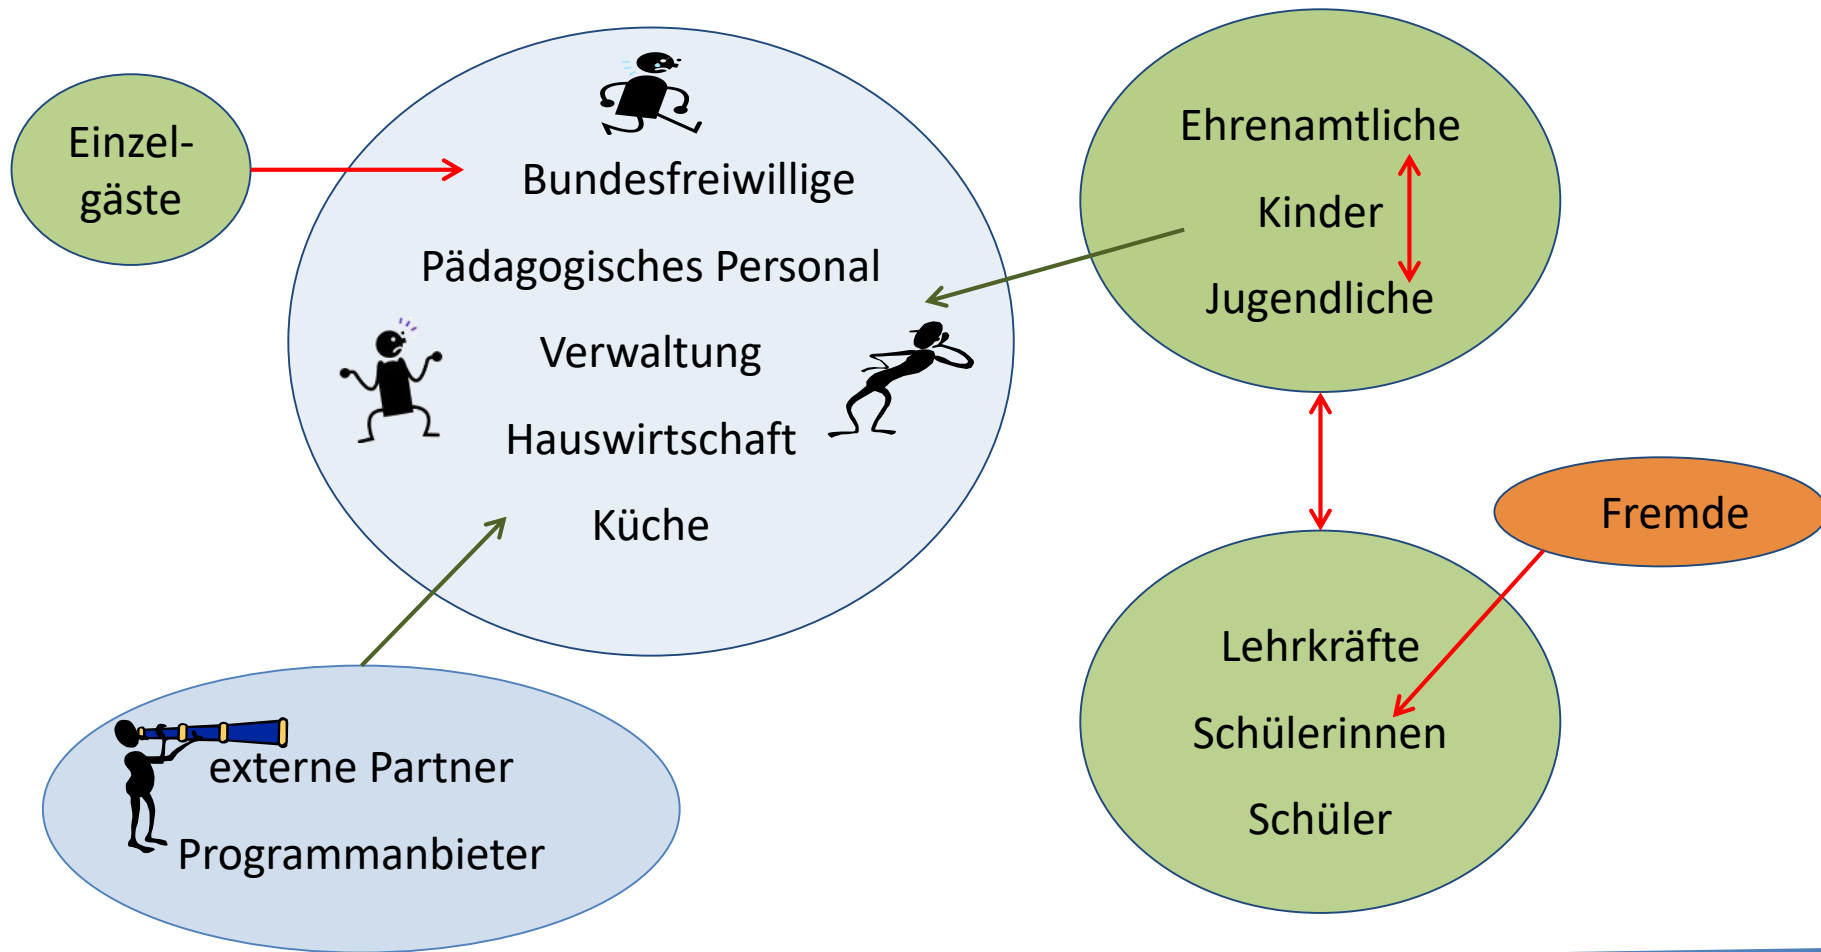 Einzel-
gäste
Bundesfreiwillige
Pädagogisches Personal
Verwaltung
Hauswirtschaft
Küche
externe Partner
Programmanbieter
Ehrenamtliche
Kinder
Jugendliche
Fremde
Lehrkräfte
Schülerinnen
Schüler